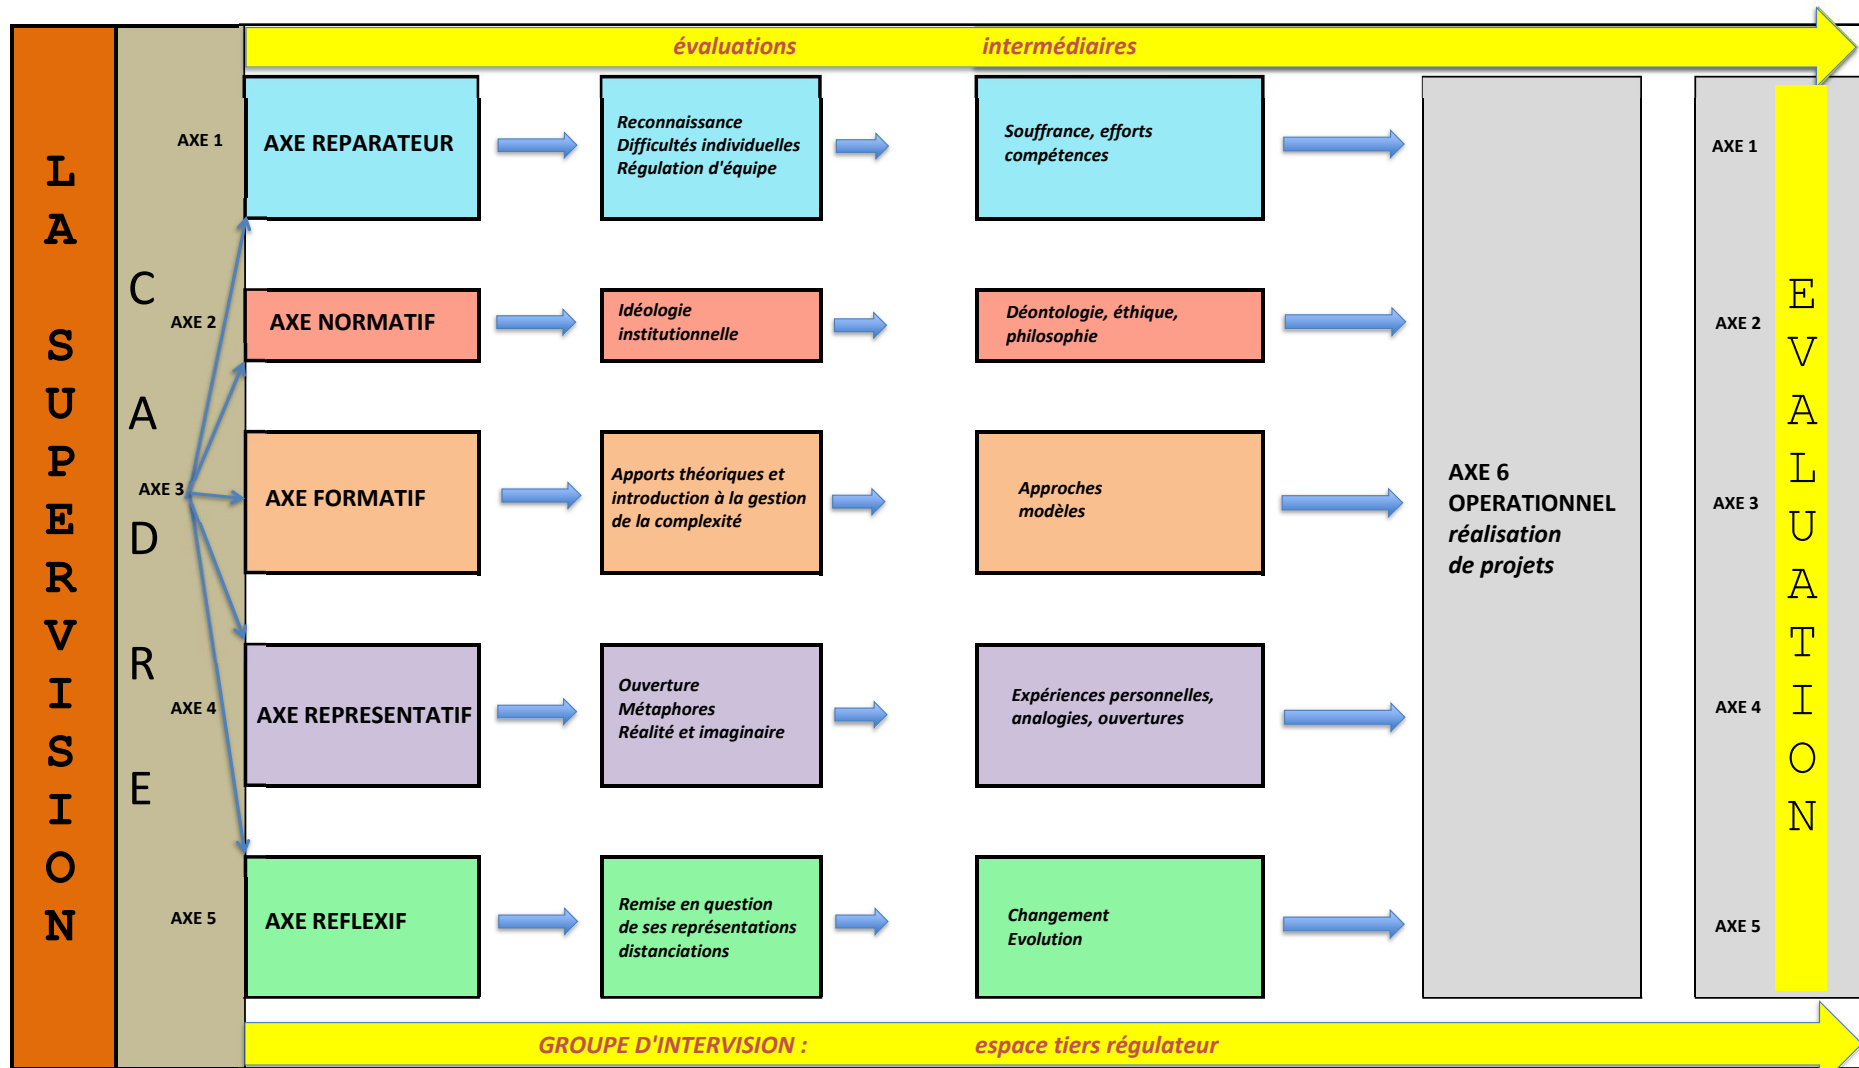 LA SUPERVISION
CADRE
évaluations intermédiaires
AXE 1
AXE REPARATEUR
Reconnaissance
Difficultés individuelles
Régulation d'équipe
Souffrance, efforts
compétences
AXE 1
AXE 2
AXE NORMATIF
Idéologie
institutionnelle
Déontologie, éthique,
philosophie
AXE 2
AXE 3
AXE FORMATIF
Apports théoriques et
introduction à la gestion
de la complexité
Approches
modèles
AXE 6
OPERATIONNEL
réalisation
de projets
AXE 3
AXE 4
AXE REPRESENTATIF
Ouverture
Métaphores
Réalité et imaginaire
Expériences personnelles,
analogies, ouvertures
AXE 4
AXE 5
AXE REFLEXIF
Remise en question
de ses représentations
distanciations
Changement
Evolution
AXE 5
EVALUATION
GROUPE D'INTERVISION : espace tiers régulateur